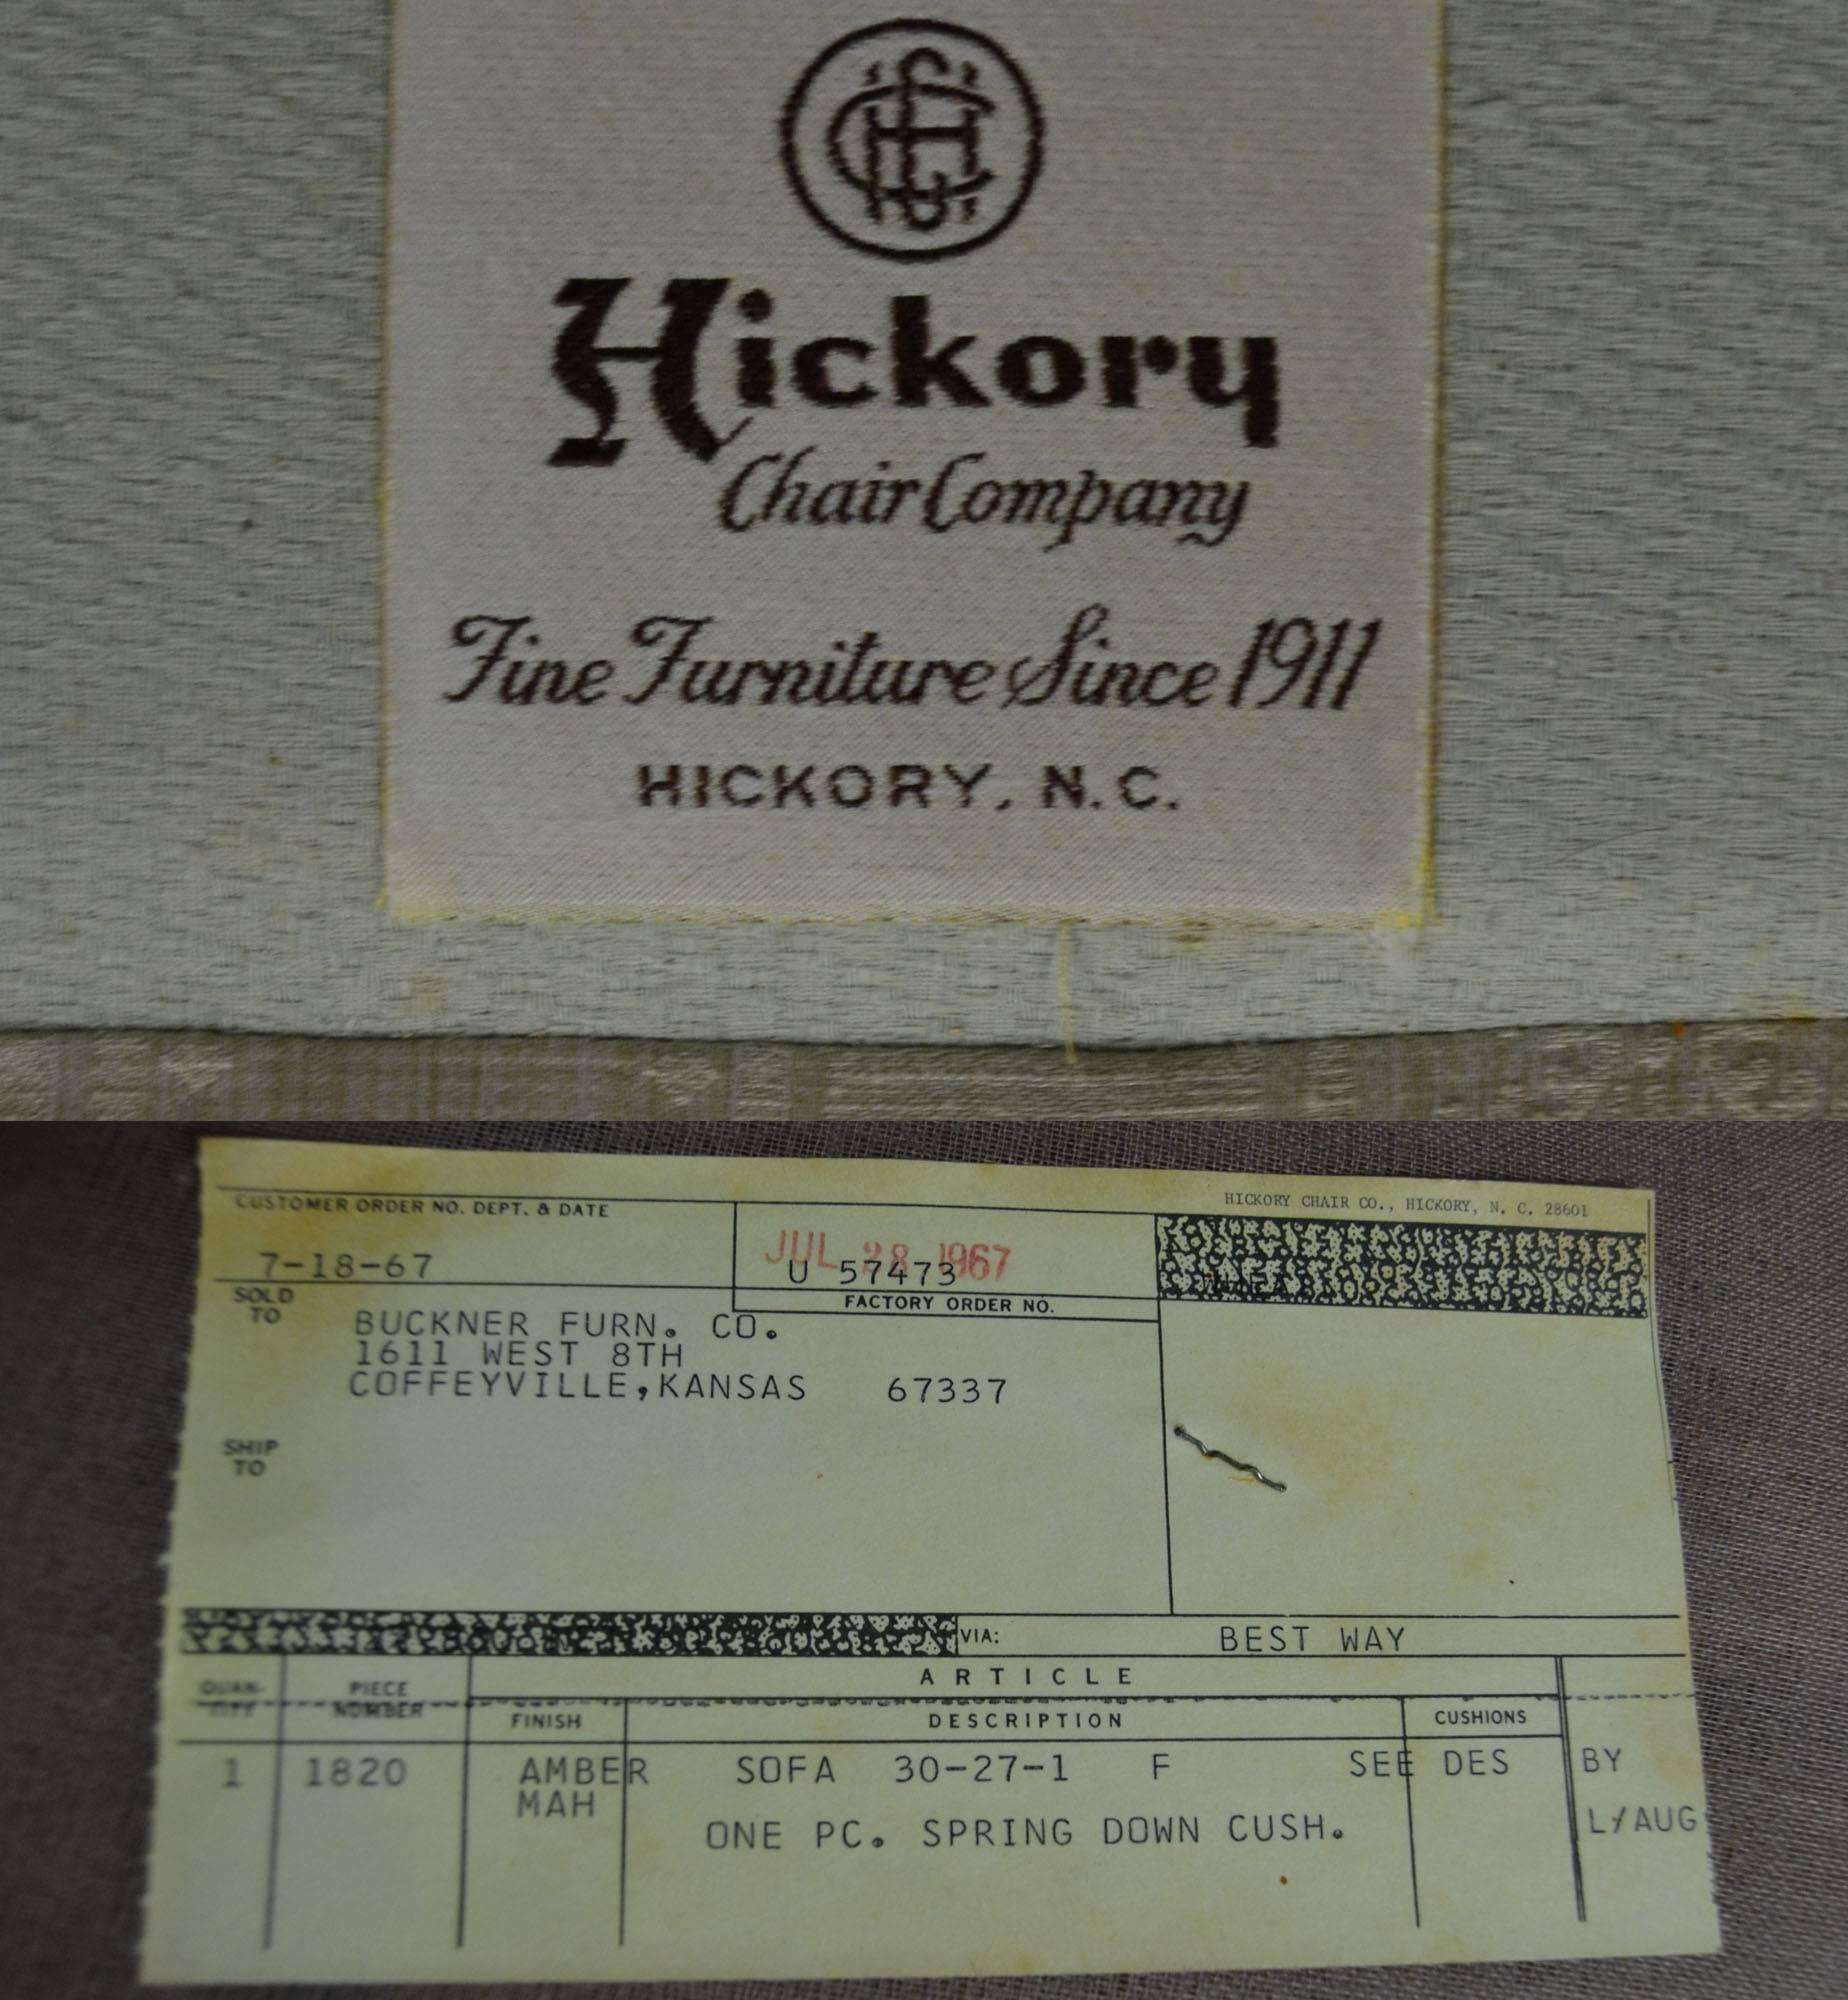 Hickory
Chair Company
Fine Furniture Since 1911
HICKORY, N.C.
CUSTOMER ORDER NO. DEPT. & DATE
HICKORY CHAIR CO., HICKORY, N. C. 28601
7-18-67
JUL 28 1967
U 57473
FACTORY ORDER NO.
SOLD TO
BUCKNER FURN. CO.
1611 WEST 8TH
COFFEYVILLE,KANSAS 67337
SHIP TO
VIA: BEST WAY
ARTICLE
QUAN-TITY PIECE NUMBER FINISH DESCRIPTION CUSHIONS
1 1820 AMBER SOFA 30-27-1 F SEE DES BY
MAH
ONE PC. SPRING DOWN CUSH. L/AUG